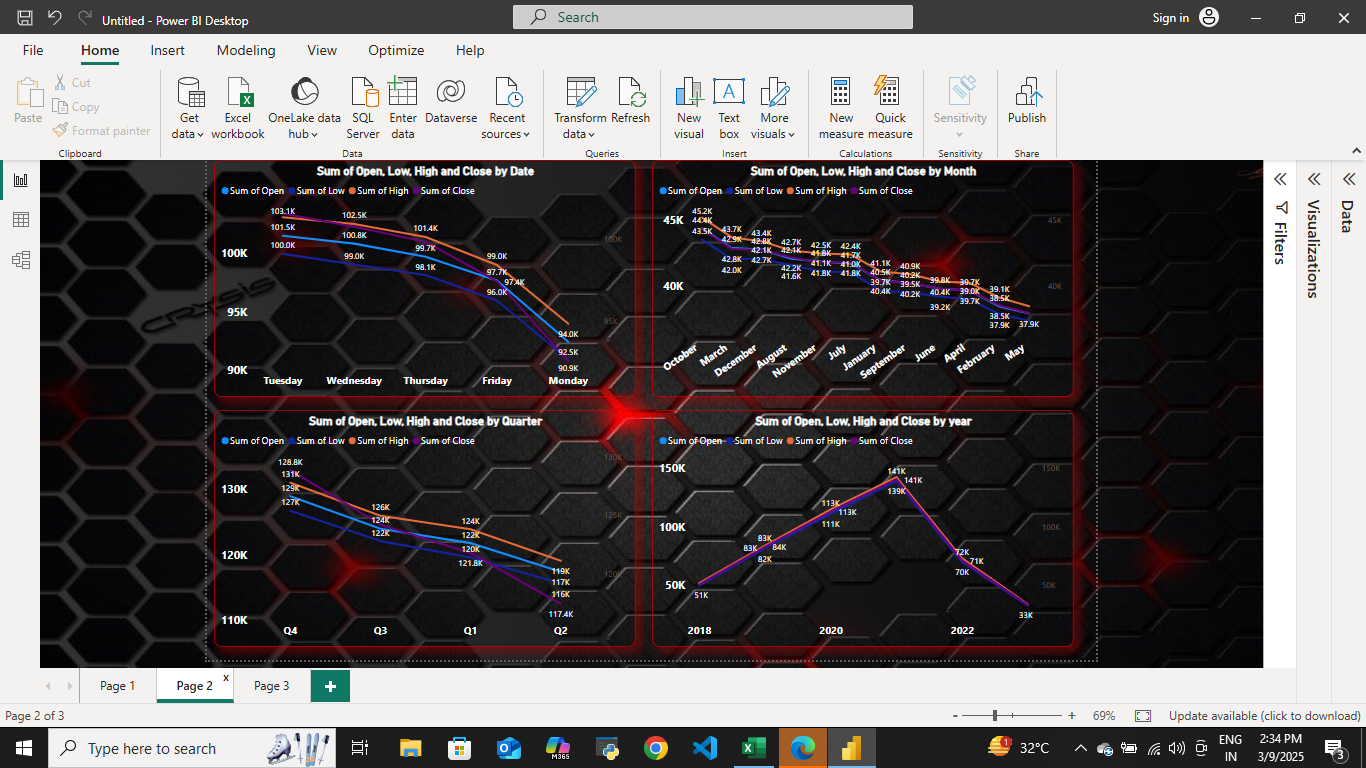 Untitled - Power BI Desktop
Search
Sign in
File Home Insert Modeling View Optimize Help
Paste
Cut
Copy
Format painter
Clipboard
Get data
Excel workbook
OneLake data hub
SQL Server
Enter data
Dataverse
Recent sources
Data
Transform data
Refresh
Queries
New visual
Text box
More visuals
Insert
New measure
Quick measure
Calculations
Sensitivity
Sensitivity
Publish
Share
Sum of Open, Low, High and Close by Date
Sum of Open Sum of Low Sum of High Sum of Close
100K
95K
90K
103.1K 102.5K 101.4K 99.0K
101.5K 100.8K 99.7K 97.7K 97.4K
100.0K 99.0K 98.1K 96.0K
94.0K
92.5K
90.9K
100K
95K
Tuesday Wednesday Thursday Friday Monday
Sum of Open, Low, High and Close by Month
Sum of Open Sum of Low Sum of High Sum of Close
45K
40K
45.2K
44.4K
43.5K
43.7K
42.9K
42.8K
42.0K
43.4K
42.8K
42.1K
42.7K
42.7K
42.1K
42.2K
41.6K
42.5K
41.8K
41.1K
41.8K
42.4K
41.7K
41.0K
41.8K
41.1K
40.5K
39.7K
40.4K
40.9K
40.2K
39.5K
40.2K
39.8K
40.4K
39.2K
39.7K
39.0K
39.7K
39.1K
38.5K
38.5K
37.9K
37.9K
45K
40K
October March December August November July January September June April February May
Sum of Open, Low, High and Close by Quarter
Sum of Open Sum of Low Sum of High Sum of Close
130K
120K
110K
128.8K
131K
129K
127K
126K
124K
122K
124K
122K
120K
121.8K
119K
117K
116K
117.4K
130K
125K
120K
Q4 Q3 Q1 Q2
Sum of Open, Low, High and Close by year
Sum of Open Sum of Low Sum of High Sum of Close
150K
100K
50K
51K
83K
83K 84K
82K
113K
113K
111K
141K
141K
139K
72K
71K
70K
33K
150K
100K
50K
2018 2020 2022
Filters
Visualizations
Data
Page 1 Page 2 x Page 3 +
Page 2 of 3
- + 69% Update available (click to download)
Type here to search
M365
1
32°C
ENG
IN
2:34 PM
3/9/2025
3